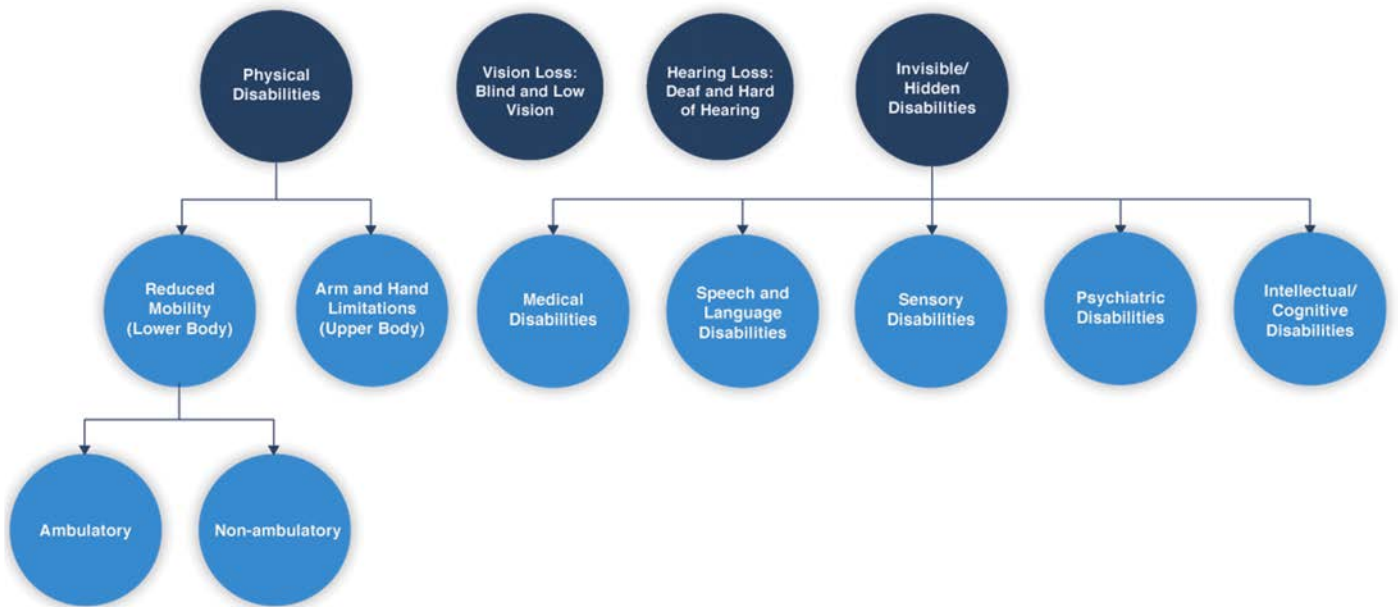 Physical
Disabilities
Vision Loss:
Blind and Low
Vision
Hearing Loss:
Deaf and Hard
of Hearing
Invisible/
Hidden
Disabilities
Reduced
Mobility
(Lower Body)
Arm and Hand
Limitations
(Upper Body)
Medical
Disabilities
Speech and
Language
Disabilities
Sensory
Disabilities
Psychiatric
Disabilities
Intellectual/
Cognitive
Disabilities
Ambulatory
Non-ambulatory